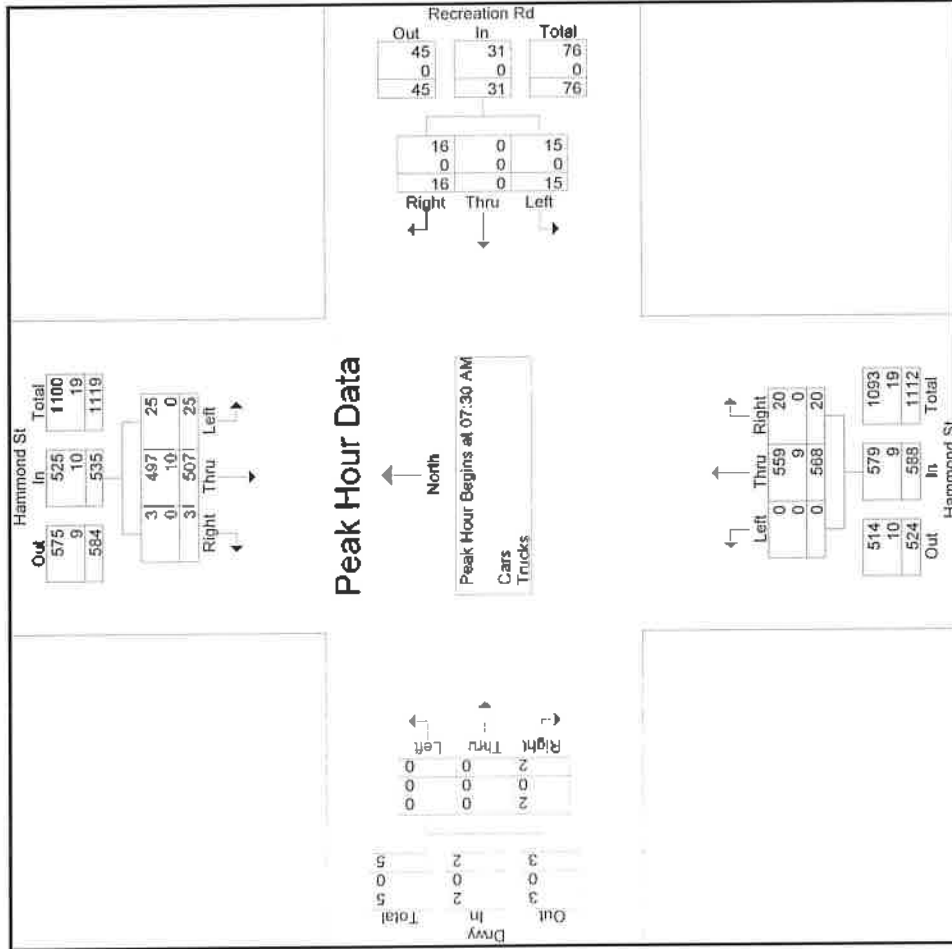 Recreation Rd
Out In Total
45 31 76
0 0 0
45 31 76
16 0 15
0 0 0
16 0 15
Right Thru Left
Hammond St
Out In Total
575 525 1100
9 10 19
584 535 1119
3 497 25
0 10 0
3 507 25
Right Thru Left
Peak Hour Data
North
Peak Hour Begins at 07:30 AM
Cars
Trucks
Left Thru Right
0 559 20
0 9 0
0 568 20
514 579 1093
10 9 19
524 588 1112
Out In Total
Hammond St
Left Thru Right
0 0 2
0 0 0
0 0 2
5 2 3
0 0 0
5 2 3
Total In Out
Drwy